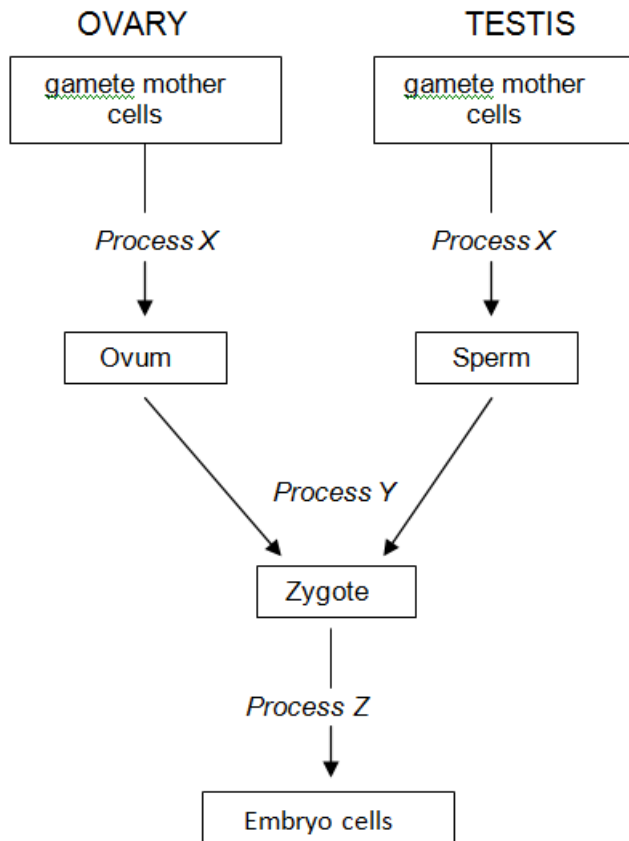 OVARY TESTIS
gamete mother
cells
gamete mother
cells
Process X Process X
Ovum Sperm
Process Y
Zygote
Process Z
Embryo cells